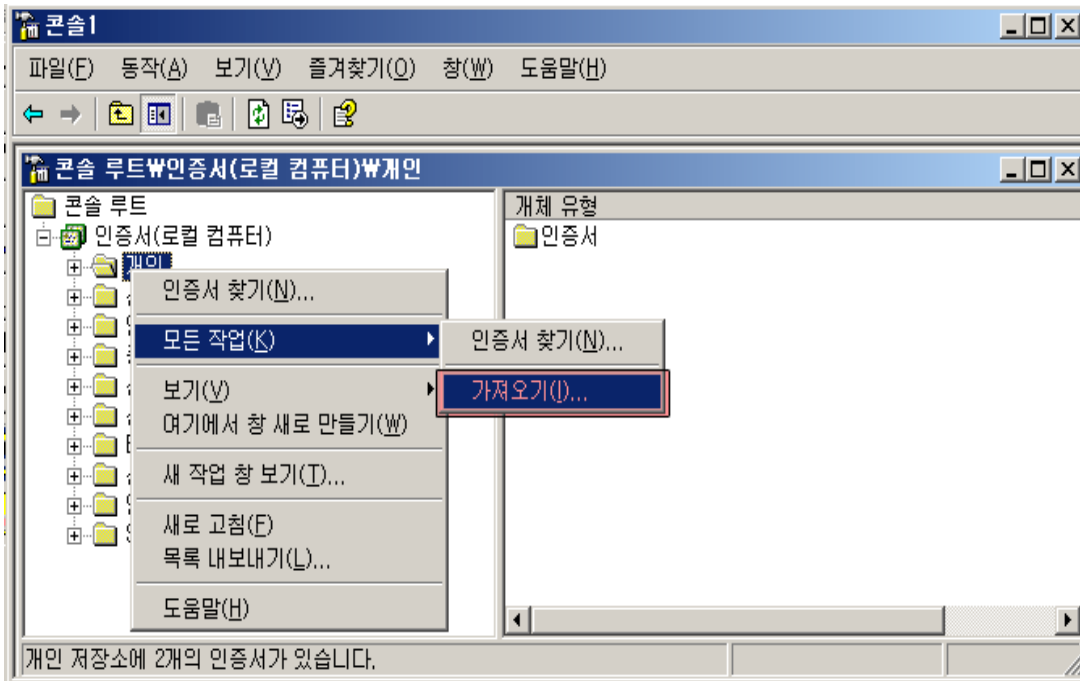 콘솔1
파일(F) 동작(A) 보기(V) 즐겨찾기(O) 창(W) 도움말(H)
콘솔 루트₩인증서(로컬 컴퓨터)₩개인
콘솔 루트
인증서(로컬 컴퓨터)
개인
개체 유형
인증서
인증서 찾기(N)...
모든 작업(K)
보기(V)
여기에서 창 새로 만들기(W)
새 작업 창 보기(T)...
새로 고침(F)
목록 내보내기(L)...
도움말(H)
인증서 찾기(N)...
가져오기(I)...
개인 저장소에 2개의 인증서가 있습니다.